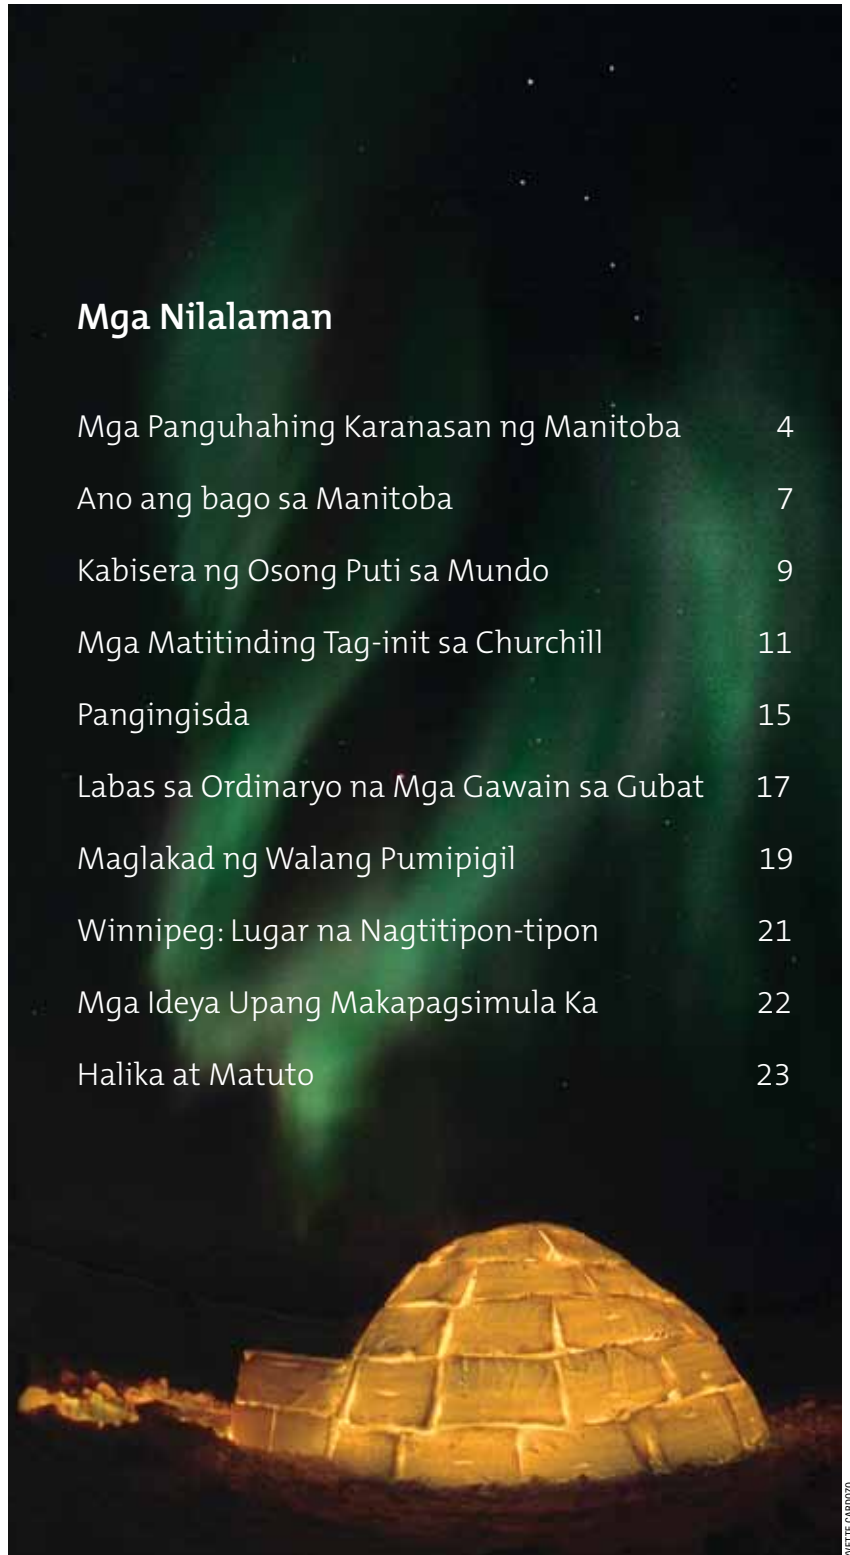 Mga Nilalaman
Mga Panguhahing Karanasan ng Manitoba 4
Ano ang bago sa Manitoba 7
Kabisera ng Osong Puti sa Mundo 9
Mga Matitinding Tag-init sa Churchill 11
Pangingisda 15
Labas sa Ordinaryo na Mga Gawain sa Gubat 17
Maglakad ng Walang Pumipigil 19
Winnipeg: Lugar na Nagtitipon-tipon 21
Mga Ideya Upang Makapagsimula Ka 22
Halika at Matuto 23
CARDOZO